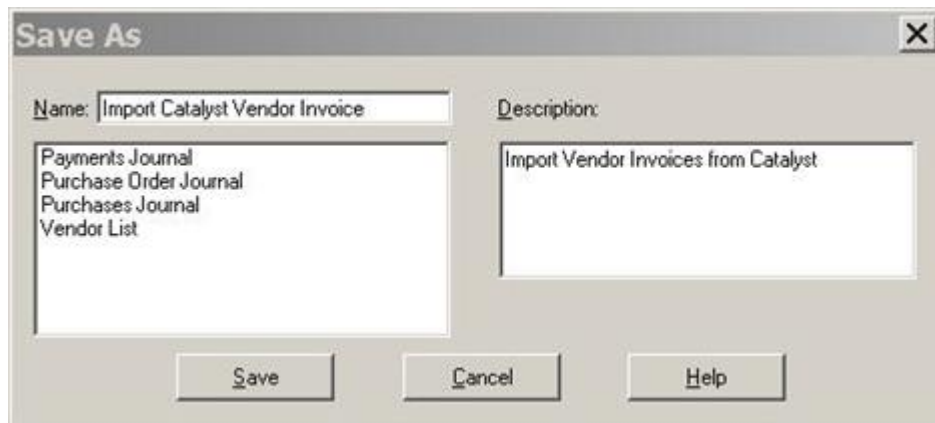 Save As
Name: Import Catalyst Vendor Invoice
Description:
Payments Journal
Purchase Order Journal
Purchases Journal
Vendor List
Import Vendor Invoices from Catalyst
Save
Cancel
Help